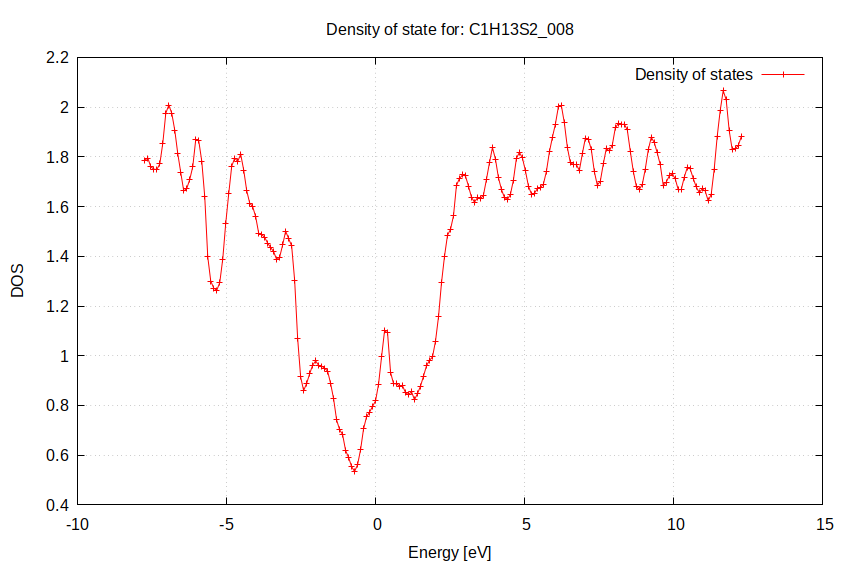 Density of state for: C1H13S2_008
Density of states
2.2
2
1.8
1.6
1.4
1.2
1
0.8
0.6
0.4
DOS
-10 -5 0 5 10 15
Energy [eV]